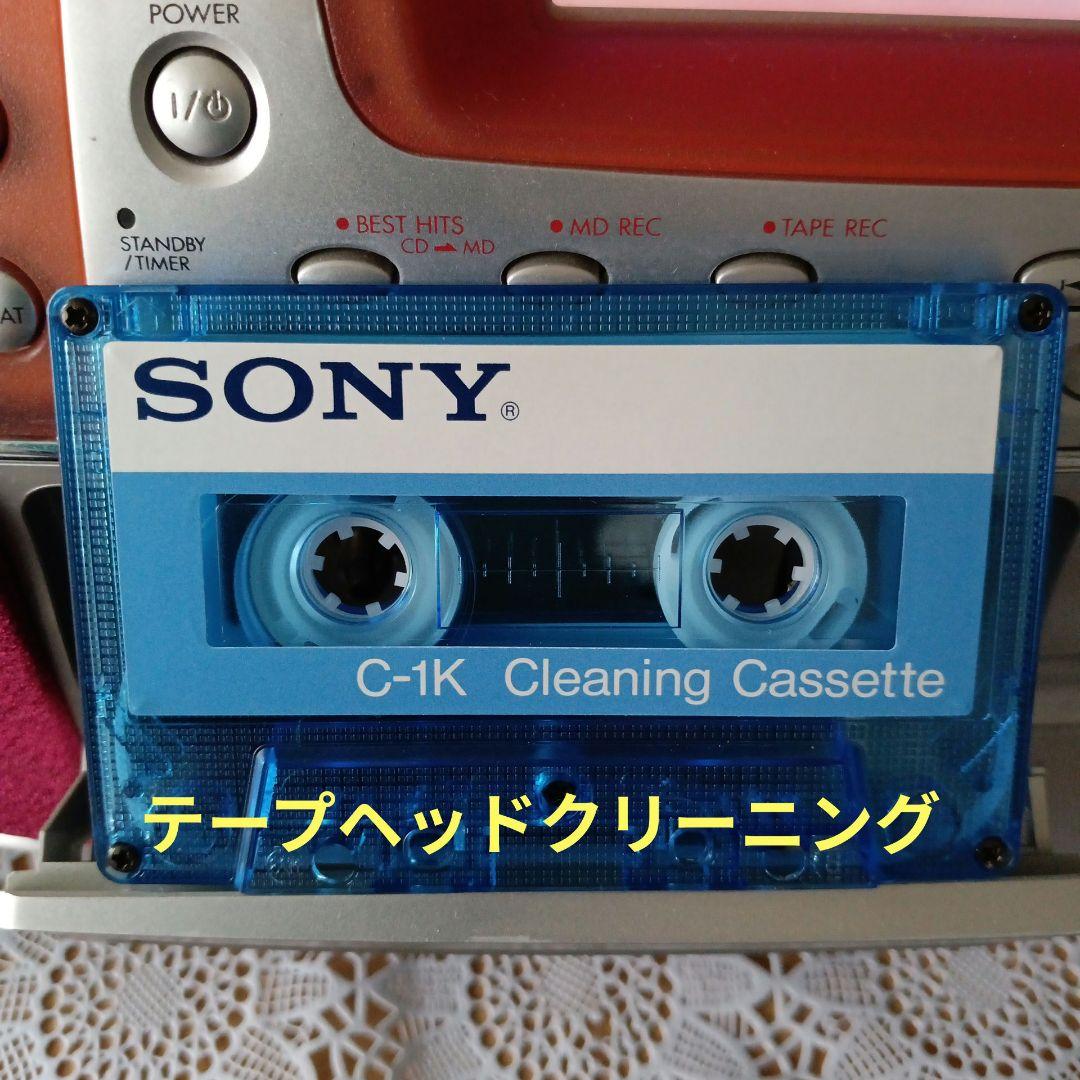 POWER
I/⏻
STANDBY
/TIMER
BEST HITS
CD ➡ MD
MD REC
TAPE REC
AT
SONY®
C-1K Cleaning Cassette
テープヘッドクリーニング